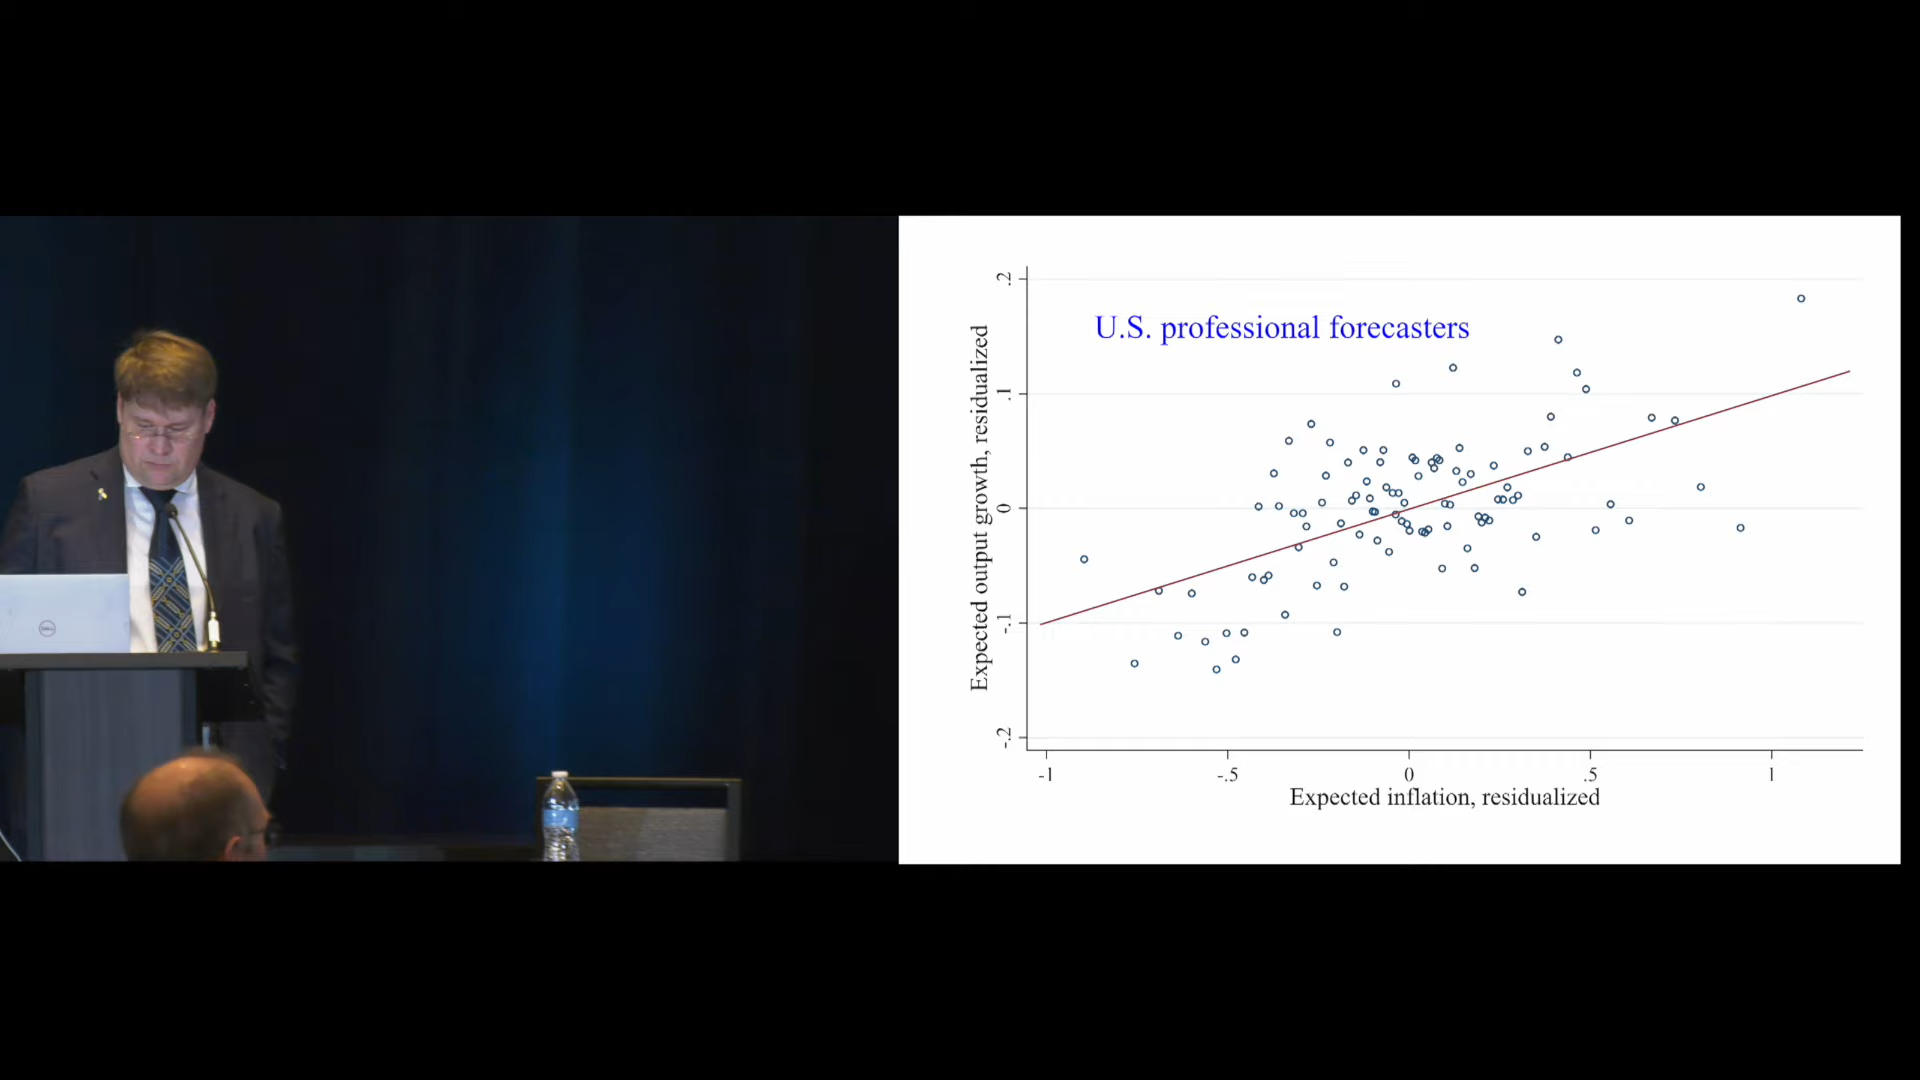 U.S. professional forecasters
Expected output growth, residualized
.2
.1
0
-.1
-.2
-1
-.5
0
.5
1
Expected inflation, residualized
DELL